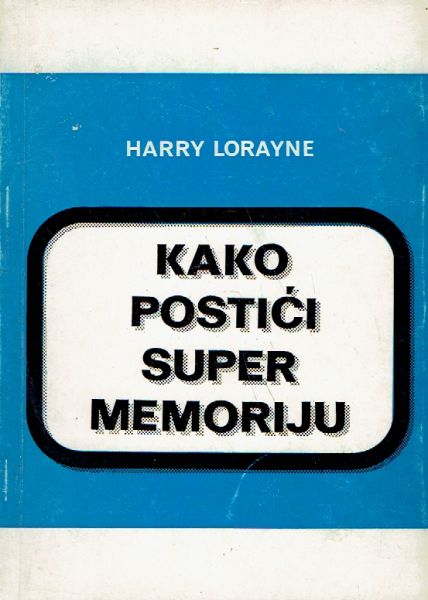 HARRY LORAYNE
KAKO
POSTIĆI
SUPER
MEMORIJU